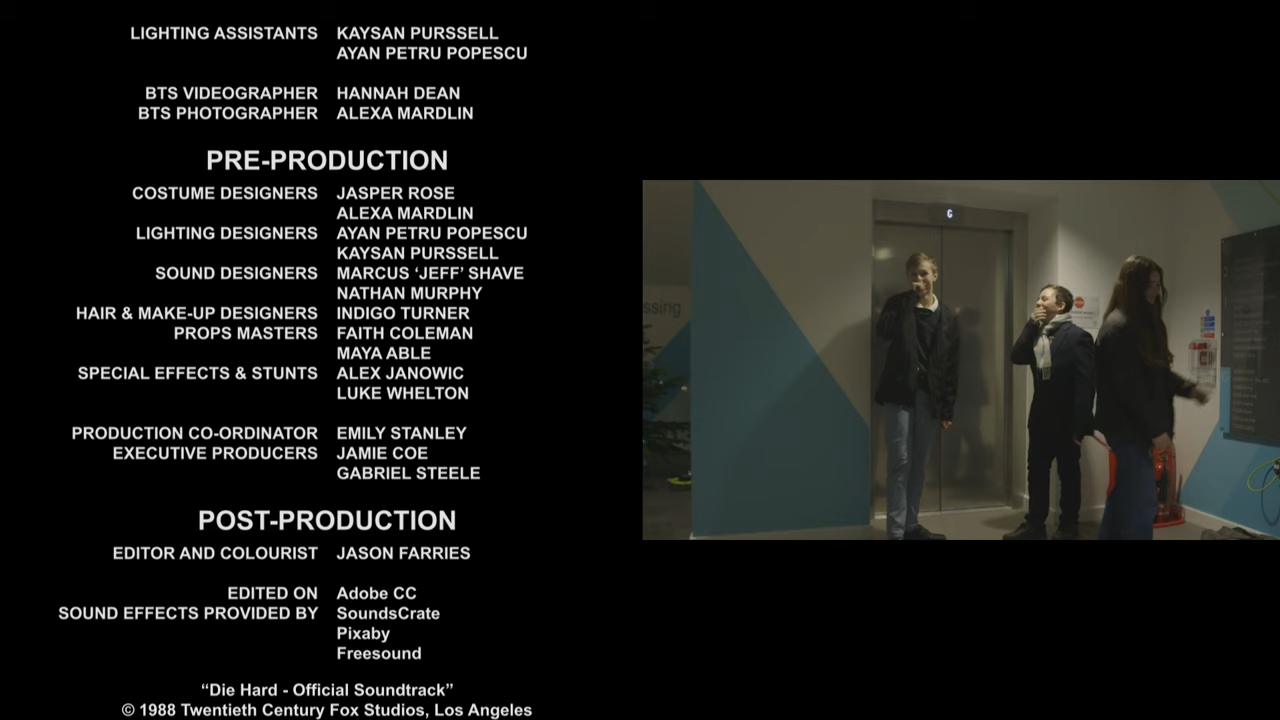 LIGHTING ASSISTANTS KAYSAN PURSSELL
AYAN PETRU POPESCU
BTS VIDEOGRAPHER HANNAH DEAN
BTS PHOTOGRAPHER ALEXA MARDLIN
PRE-PRODUCTION
COSTUME DESIGNERS JASPER ROSE
ALEXA MARDLIN
LIGHTING DESIGNERS AYAN PETRU POPESCU
KAYSAN PURSSELL
SOUND DESIGNERS MARCUS ‘JEFF’ SHAVE
NATHAN MURPHY
HAIR & MAKE-UP DESIGNERS INDIGO TURNER
PROPS MASTERS FAITH COLEMAN
MAYA ABLE
SPECIAL EFFECTS & STUNTS ALEX JANOWIC
LUKE WHELTON
PRODUCTION CO-ORDINATOR EMILY STANLEY
EXECUTIVE PRODUCERS JAMIE COE
GABRIEL STEELE
POST-PRODUCTION
EDITOR AND COLOURIST JASON FARRIES
EDITED ON Adobe CC
SOUND EFFECTS PROVIDED BY SoundsCrate
Pixaby
Freesound
“Die Hard - Official Soundtrack”
© 1988 Twentieth Century Fox Studios, Los Angeles
G
ssing